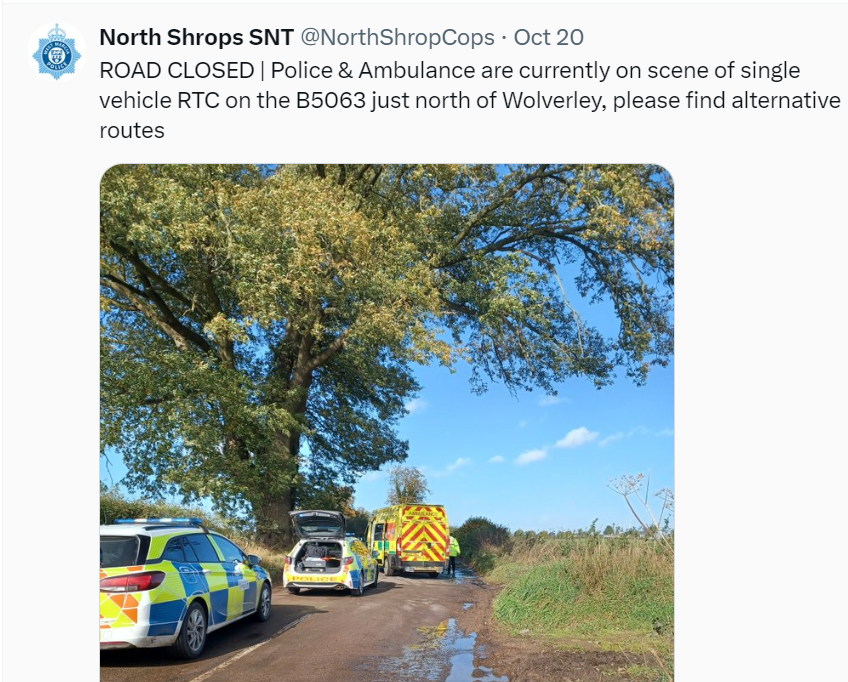 North Shrops SNT @NorthShropCops · Oct 20
ROAD CLOSED | Police & Ambulance are currently on scene of single
vehicle RTC on the B5063 just north of Wolverley, please find alternative
routes
AMBULANCE
POLICE